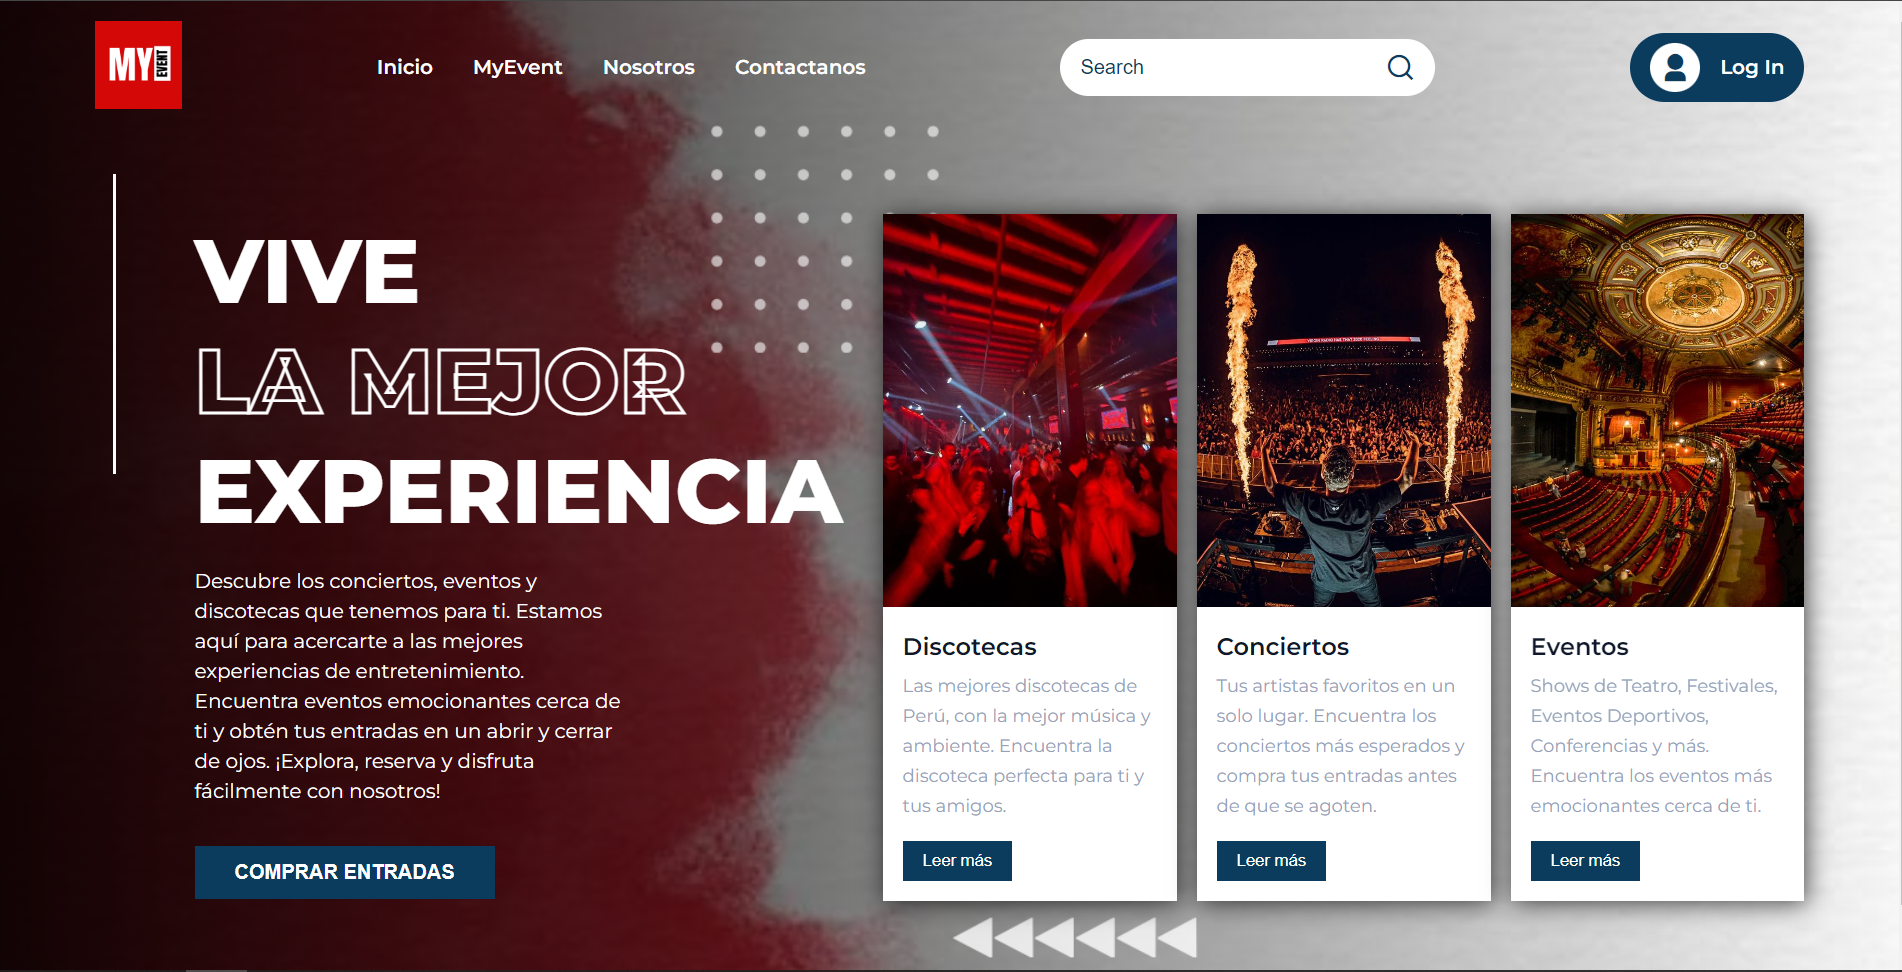 MY EVENT
Inicio MyEvent Nosotros Contactanos
Search
Log In
VIVE
LA MEJOR
EXPERIENCIA
Descubre los conciertos, eventos y
discotecas que tenemos para ti. Estamos
aquí para acercarte a las mejores
experiencias de entretenimiento.
Encuentra eventos emocionantes cerca de
ti y obtén tus entradas en un abrir y cerrar
de ojos. ¡Explora, reserva y disfruta
fácilmente con nosotros!
COMPRAR ENTRADAS
Discotecas
Las mejores discotecas de
Perú, con la mejor música y
ambiente. Encuentra la
discoteca perfecta para ti y
tus amigos.
Leer más
Conciertos
Tus artistas favoritos en un
solo lugar. Encuentra los
conciertos más esperados y
compra tus entradas antes
de que se agoten.
Leer más
Eventos
Shows de Teatro, Festivales,
Eventos Deportivos,
Conferencias y más.
Encuentra los eventos más
emocionantes cerca de ti.
Leer más